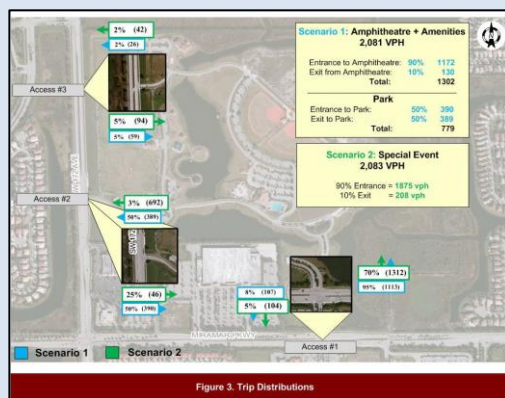 2% (42)
2% (26)
Access #3
5% (94)
5% (59)
Access #2
3% (692)
50% (389)
25% (46)
50% (390)
8% (107)
5% (104)
70% (1312)
95% (1113)
Access #1
MIRAMAR PKWY
Scenario 1: Amphitheatre + Amenities
2,081 VPH
Entrance to Amphitheatre: 90% 1172
Exit from Amphitheatre: 10% 130
Total: 1302
Park
Entrance to Park: 50% 390
Exit to Park: 50% 389
Total: 779
Scenario 2: Special Event
2,083 VPH
90% Entrance = 1875 vph
10% Exit = 208 vph
Scenario 1
Scenario 2
Figure 3. Trip Distributions